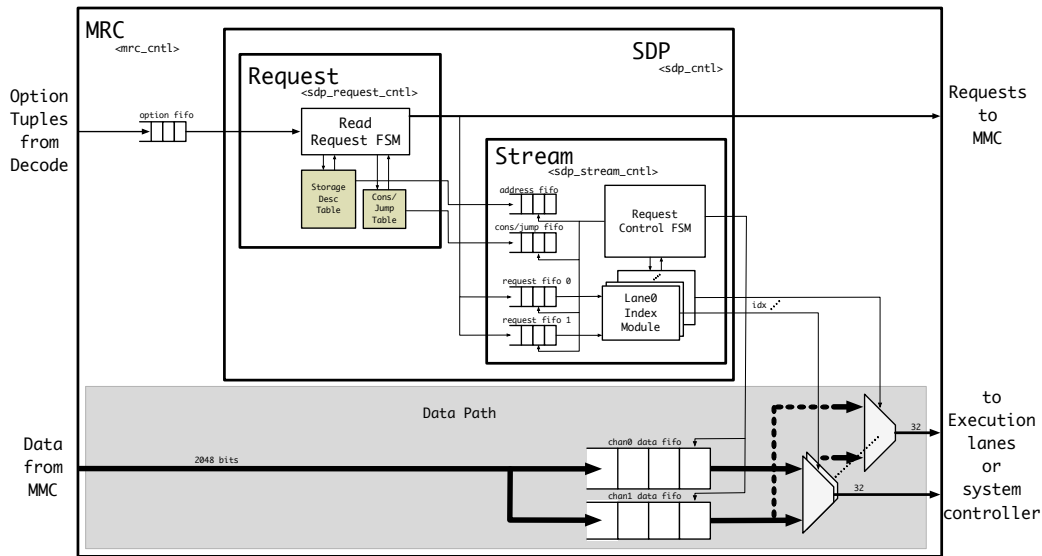 MRC
<mrc_cntl>
SDP
<sdp_cntl>
Request
<sdp_request_cntl>
Option
Tuples
from
Decode
option fifo
Read
Request FSM
Requests
to
MMC
Storage
Desc
Table
Cons/
Jump
Table
Stream
<sdp_stream_cntl>
address fifo
cons/jump fifo
Request
Control FSM
request fifo 0
request fifo 1
Lane0
Index
Module
idx
Data Path
Data
from
MMC
2048 bits
chan0 data fifo
chan1 data fifo
32
32
to
Execution
lanes
or
system
controller